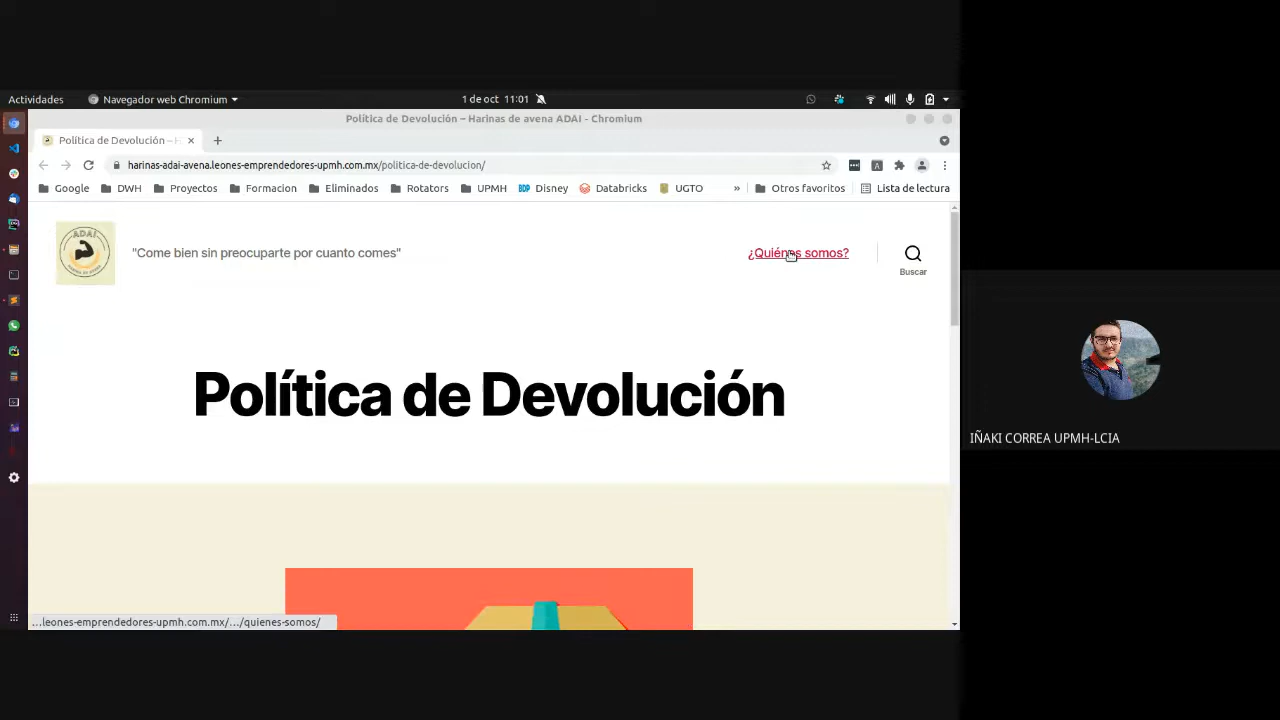 Actividades
Navegador web Chromium
1 de oct 11:01
Política de Devolución – Harinas de avena ADAI - Chromium
Política de Devolución – H
harinas-adai-avena.leones-emprendedores-upmh.com.mx/politica-de-devolucion/
Google
DWH
Proyectos
Formacion
Eliminados
Rotators
UPMH
Disney
Databricks
UGTO
»
Otros favoritos
Lista de lectura
ADAI
"Come bien sin preocuparte por cuanto comes"
¿Quiénes somos?
Buscar
Política de Devolución
IÑAKI CORREA UPMH-LCIA
...leones-emprendedores-upmh.com.mx/.../quienes-somos/